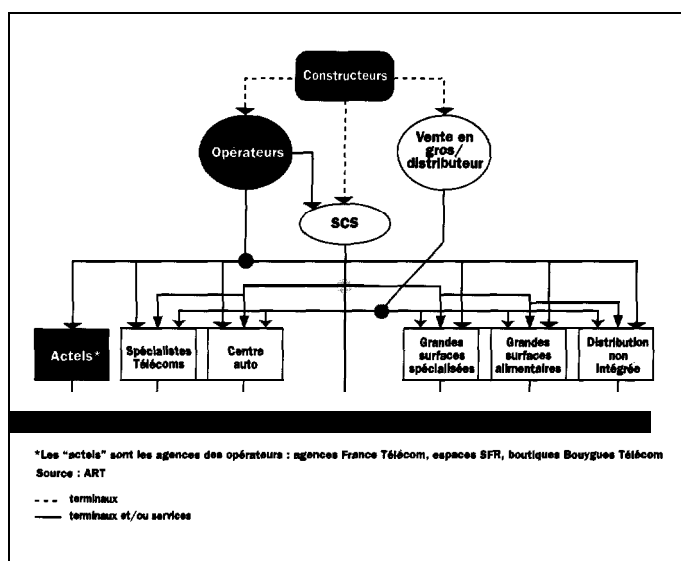 Constructeurs
Opérateurs
Vente en
gros/
distributeur
SCS
Actels*
Spécialistes
Télécoms
Centre
auto
Grandes
surfaces
spécialisées
Grandes
surfaces
alimentaires
Distribution
non
intégrée
*Les "actels" sont les agences des opérateurs : agences France Télécom, espaces SFR, boutiques Bouygues Télécom
Source : ART
terminaux
terminaux et/ou services